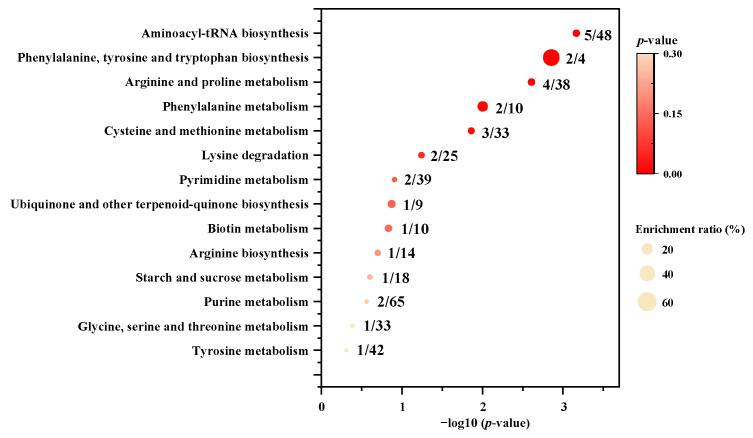 Aminoacyl-tRNA biosynthesis 5/48
Phenylalanine, tyrosine and tryptophan biosynthesis 2/4
Arginine and proline metabolism 4/38
Phenylalanine metabolism 2/10
Cysteine and methionine metabolism 3/33
Lysine degradation 2/25
Pyrimidine metabolism 2/39
Ubiquinone and other terpenoid-quinone biosynthesis 1/9
Biotin metabolism 1/10
Arginine biosynthesis 1/14
Starch and sucrose metabolism 1/18
Purine metabolism 2/65
Glycine, serine and threonine metabolism 1/33
Tyrosine metabolism 1/42
0 1 2 3
−log10 (p-value)
p-value
0.30
0.15
0.00
Enrichment ratio (%)
20
40
60